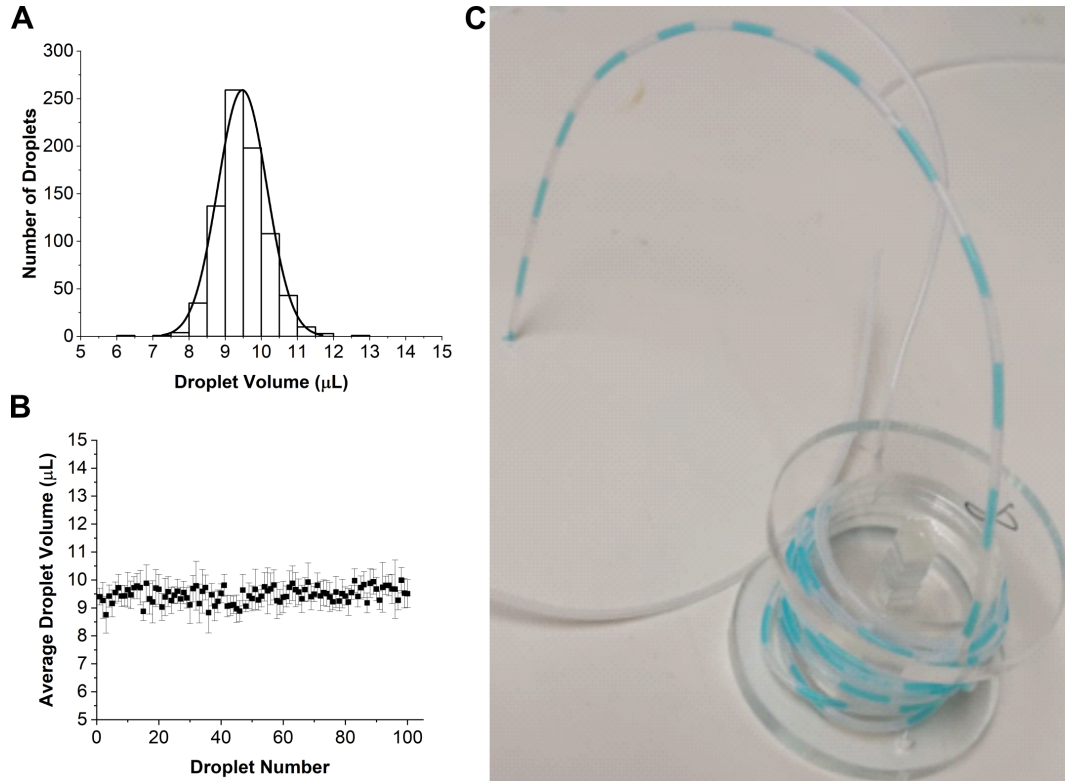 A
300
250
200
150
100
50
0
Number of Droplets
5 6 7 8 9 10 11 12 13 14 15
Droplet Volume (μL)
B
15
14
13
12
11
10
9
8
7
6
5
Average Droplet Volume (μL)
0 20 40 60 80 100
Droplet Number
C